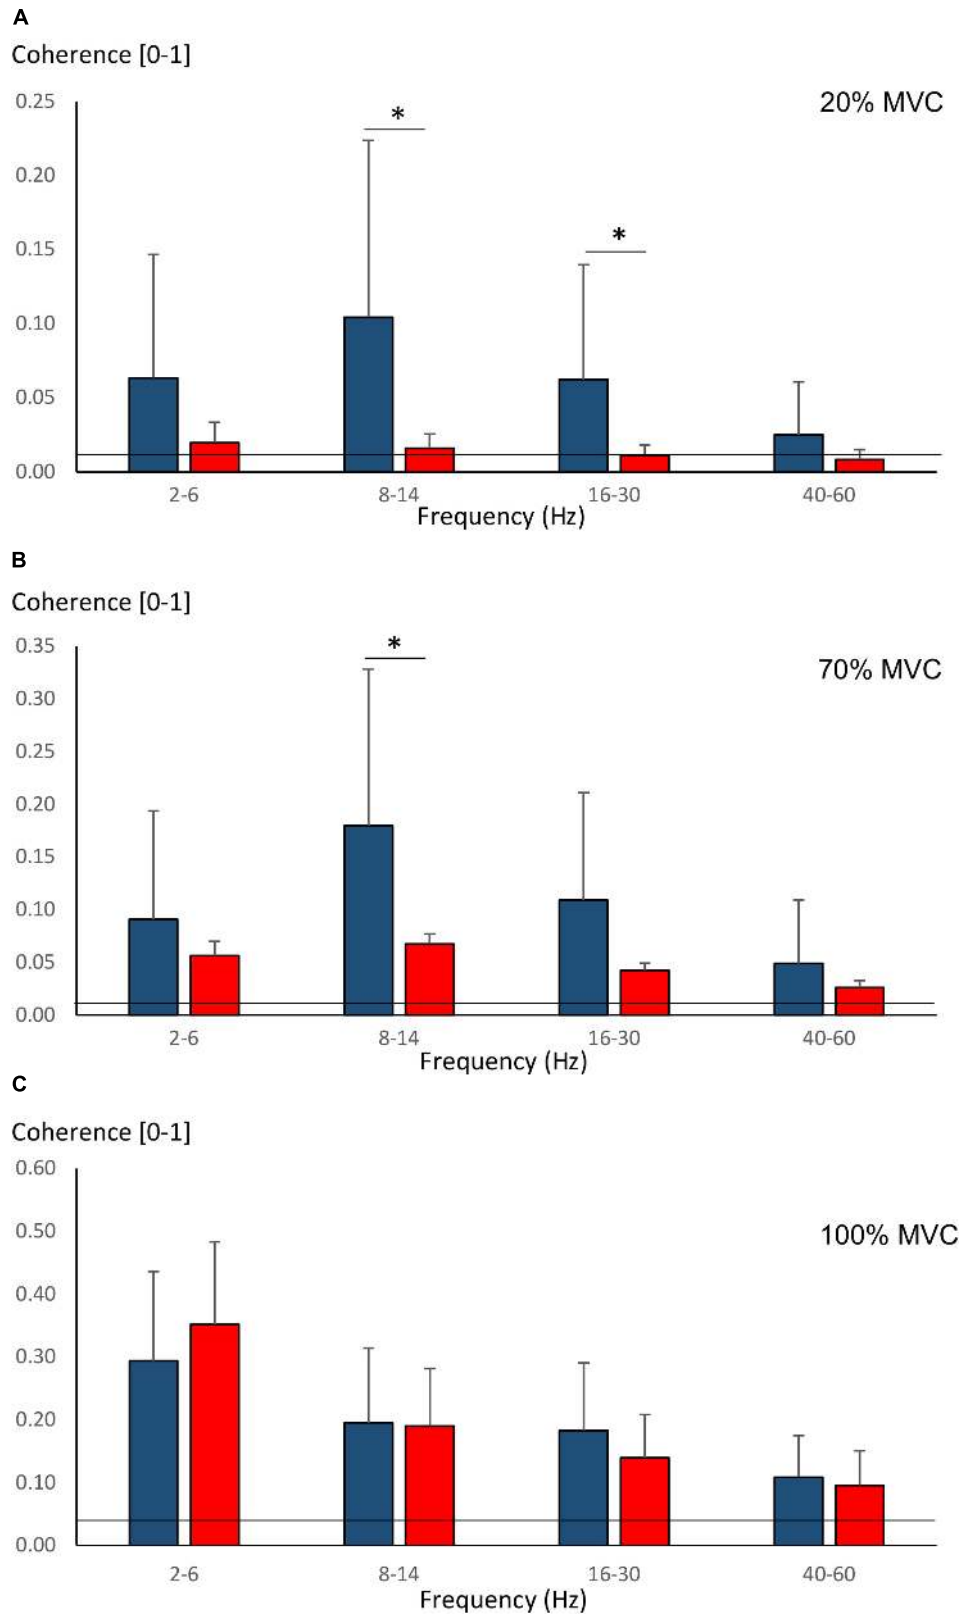 A
Coherence [0-1]
20% MVC
0.25
*
0.20
*
0.15
0.10
0.05
0.00
2-6 8-14 16-30 40-60
Frequency (Hz)
B
Coherence [0-1]
0.35
*
70% MVC
0.30
0.25
0.20
0.15
0.10
0.05
0.00
2-6 8-14 16-30 40-60
Frequency (Hz)
C
Coherence [0-1]
0.60
0.50
100% MVC
0.40
0.30
0.20
0.10
0.00
2-6 8-14 16-30 40-60
Frequency (Hz)